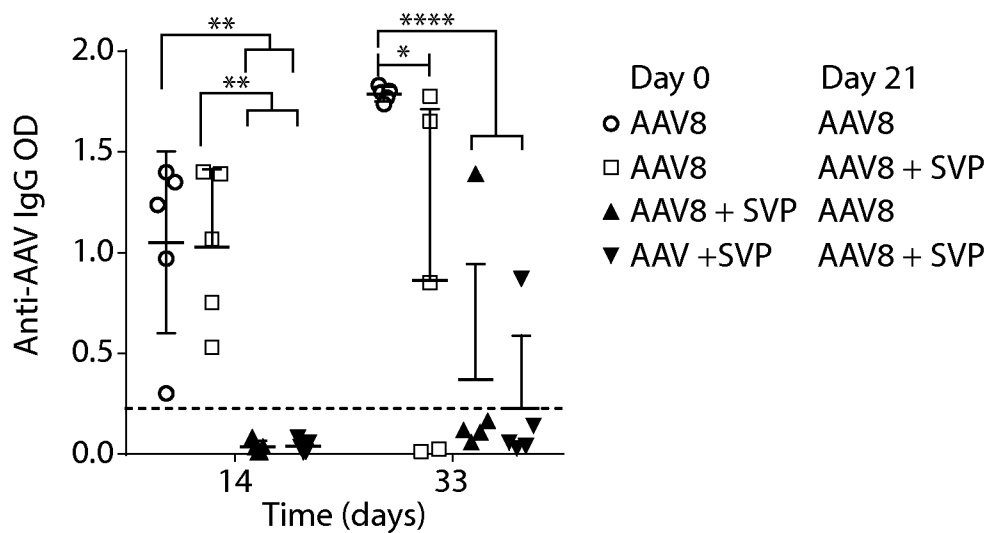 ** ****
** *
2.0
1.5
1.0
0.5
0.0
Anti-AAV IgG OD
14 33
Time (days)
Day 0 Day 21
AAV8 AAV8
AAV8 AAV8 + SVP
AAV8 + SVP AAV8
AAV +SVP AAV8 + SVP